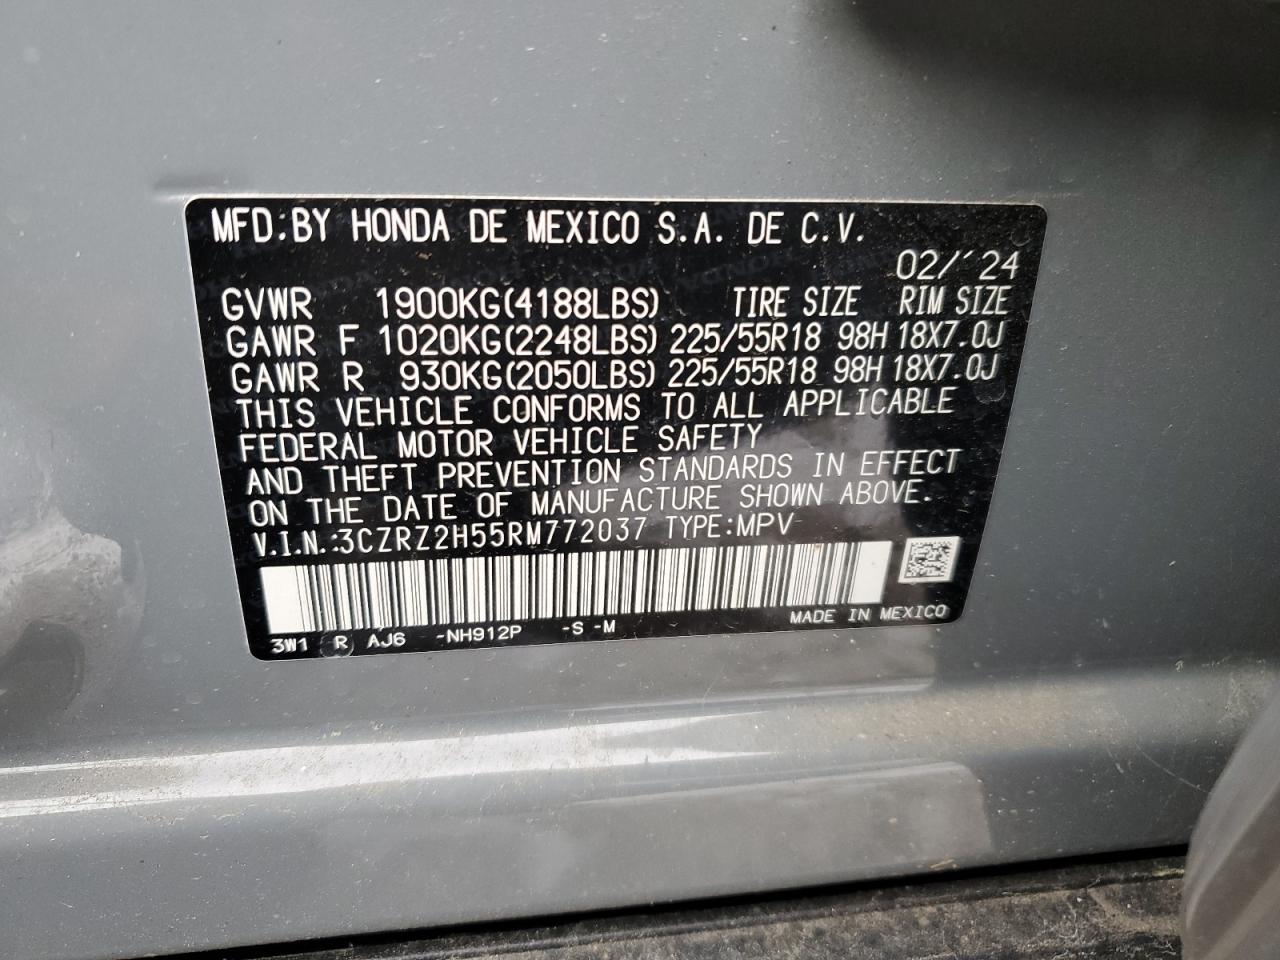 MFD:BY HONDA DE MEXICO S.A. DE C.V.
02/´24
GVWR 1900KG(4188LBS) TIRE SIZE RIM SIZE
GAWR F 1020KG(2248LBS) 225/55R18 98H 18X7.0J
GAWR R 930KG(2050LBS) 225/55R18 98H 18X7.0J
THIS VEHICLE CONFORMS TO ALL APPLICABLE
FEDERAL MOTOR VEHICLE SAFETY
AND THEFT PREVENTION STANDARDS IN EFFECT
ON THE DATE OF MANUFACTURE SHOWN ABOVE.
V.I.N.:3CZRZ2H55RM772037 TYPE:MPV
MADE IN MEXICO
3W1 R AJ6 -NH912P -S -M